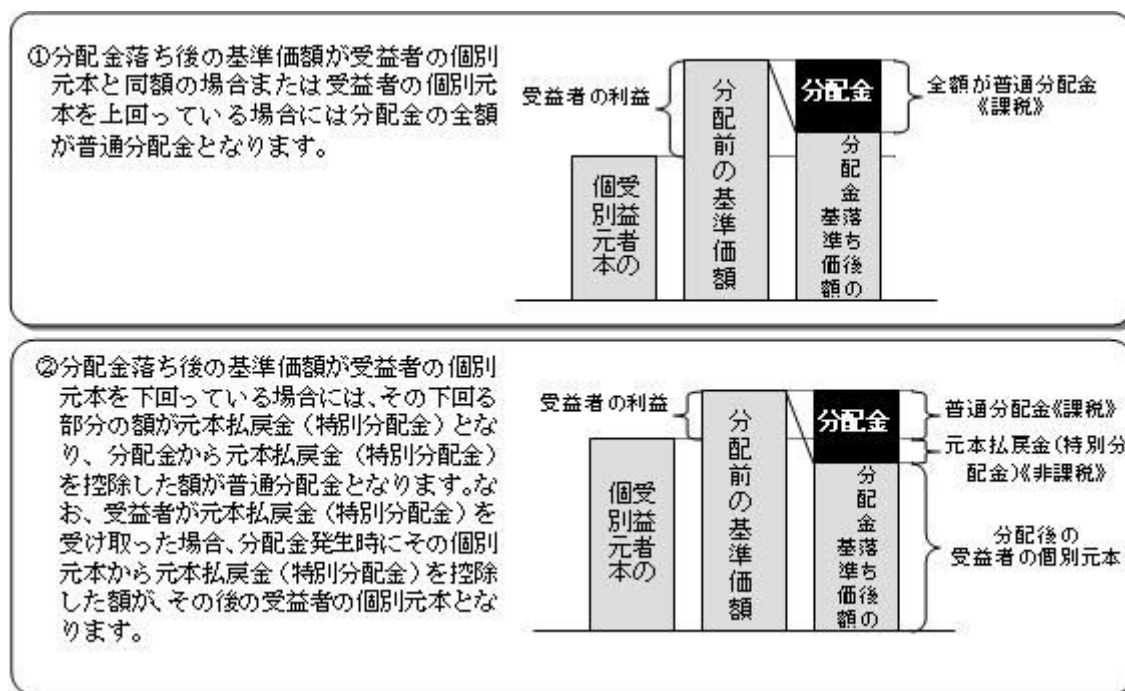 ①分配金落ち後の基準価額が受益者の個別
元本と同額の場合または受益者の個別元
本を上回っている場合には分配金の全額
が普通分配金となります。
受益者の利益
受益者の
個別元本
分配前の基準価額
分配金
分配金落ち後の
基準価額
全額が普通分配金
《課税》
②分配金落ち後の基準価額が受益者の個別
元本を下回っている場合には、その下回る
部分の額が元本払戻金（特別分配金）とな
り、分配金から元本払戻金（特別分配金）
を控除した額が普通分配金となります。な
お、受益者が元本払戻金（特別分配金）を
受け取った場合、分配金発生時にその個別
元本から元本払戻金（特別分配金）を控除
した額が、その後の受益者の個別元本とな
ります。
受益者の利益
受益者の
個別元本
分配前の基準価額
分配金
分配金落ち後の
基準価額
普通分配金《課税》
元本払戻金（特別分
配金）《非課税》
分配後の
受益者の個別元本